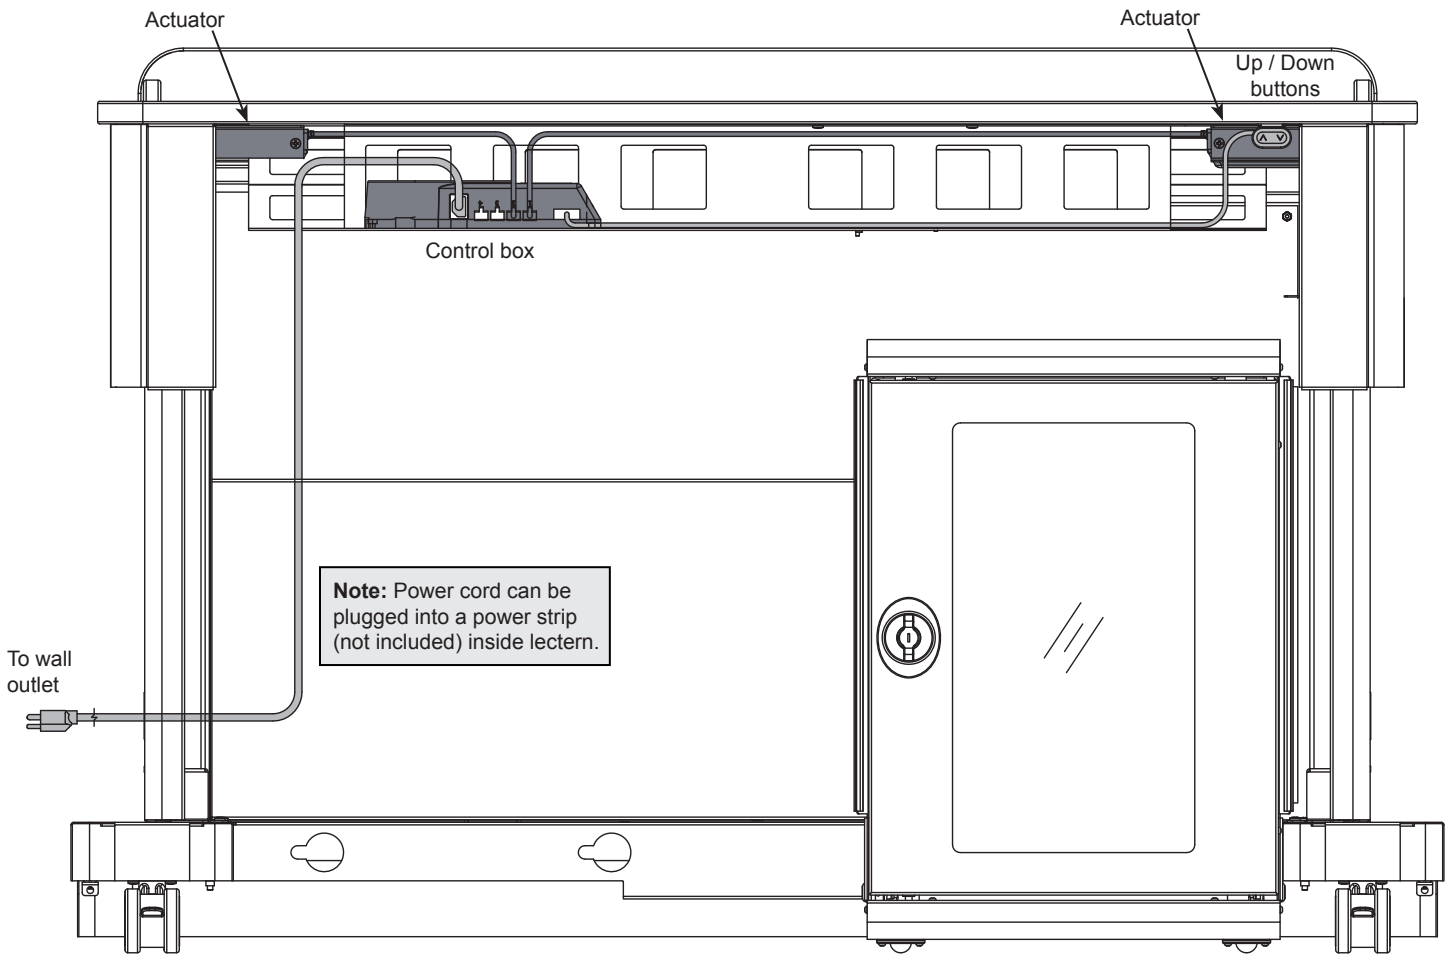 Actuator
Actuator
Up / Down
buttons
Control box
Note: Power cord can be
plugged into a power strip
(not included) inside lectern.
To wall
outlet